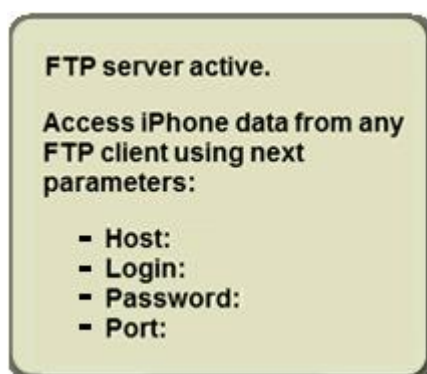 FTP server active.
Access iPhone data from any
FTP client using next
parameters:
- Host:
- Login:
- Password:
- Port: